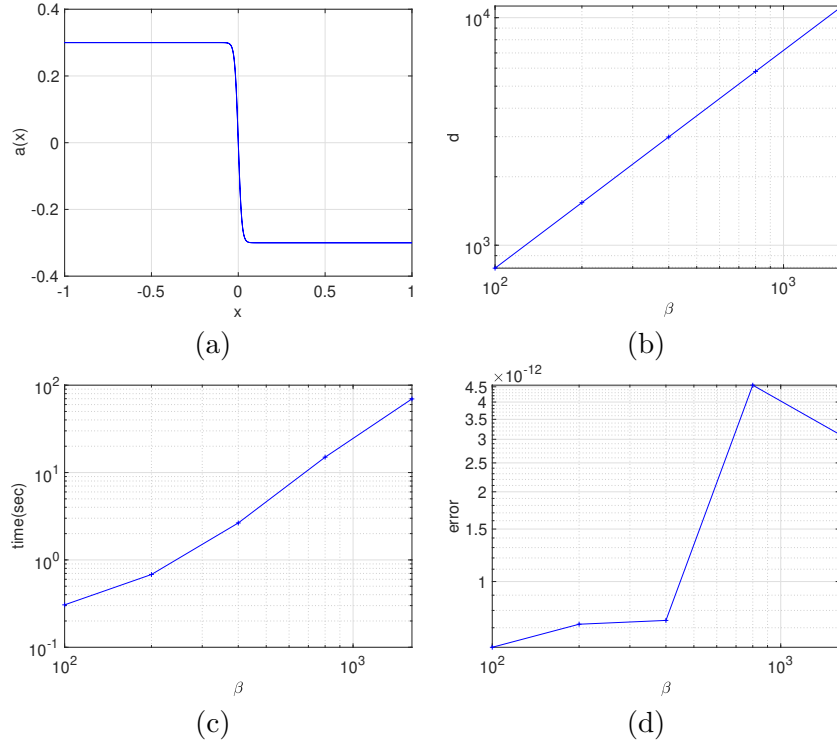 0.4
0.2
0
-0.2
-0.4
a(x)
-1
-0.5
0
0.5
1
x
(a)
10^4
10^3
d
10^2
10^3
β
(b)
10^2
10^1
10^0
10^-1
time(sec)
10^2
10^3
β
(c)
×10^-12
4.5
4
3.5
3
2.5
2
1.5
1
error
10^2
10^3
β
(d)